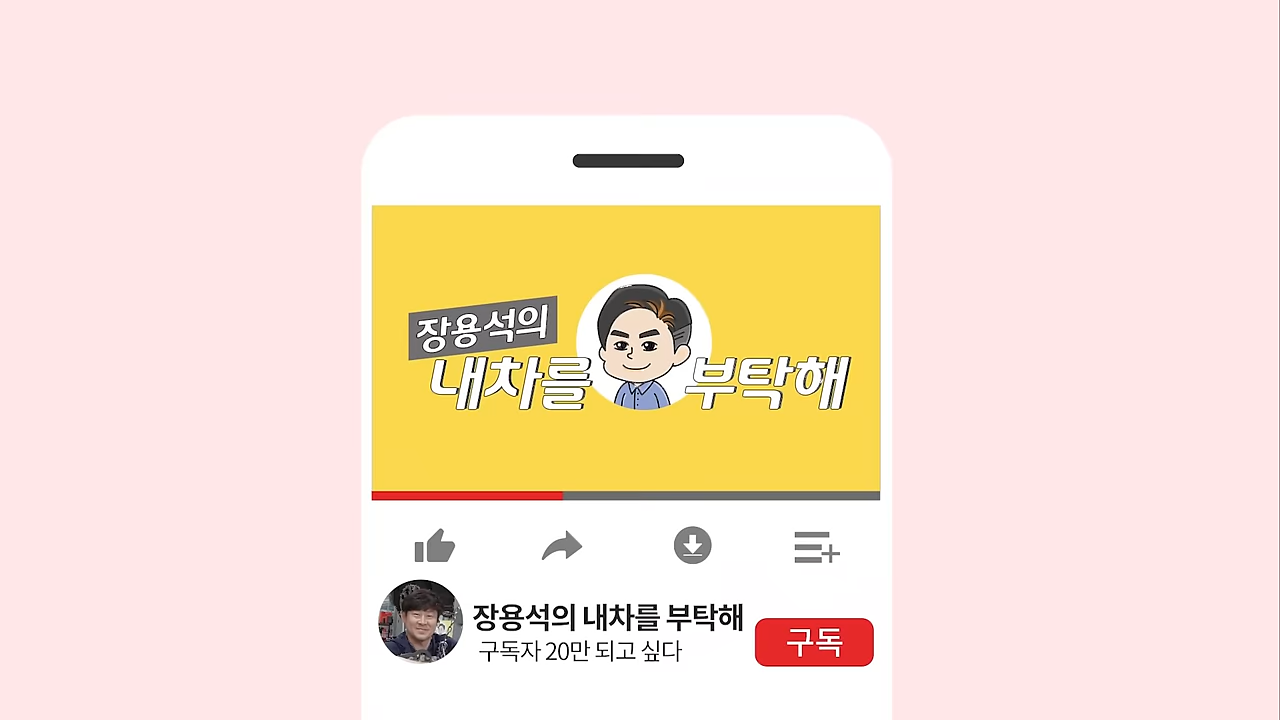 장용석의
내차를 부탁해
장용석의 내차를 부탁해
구독자 20만 되고 싶다
구독